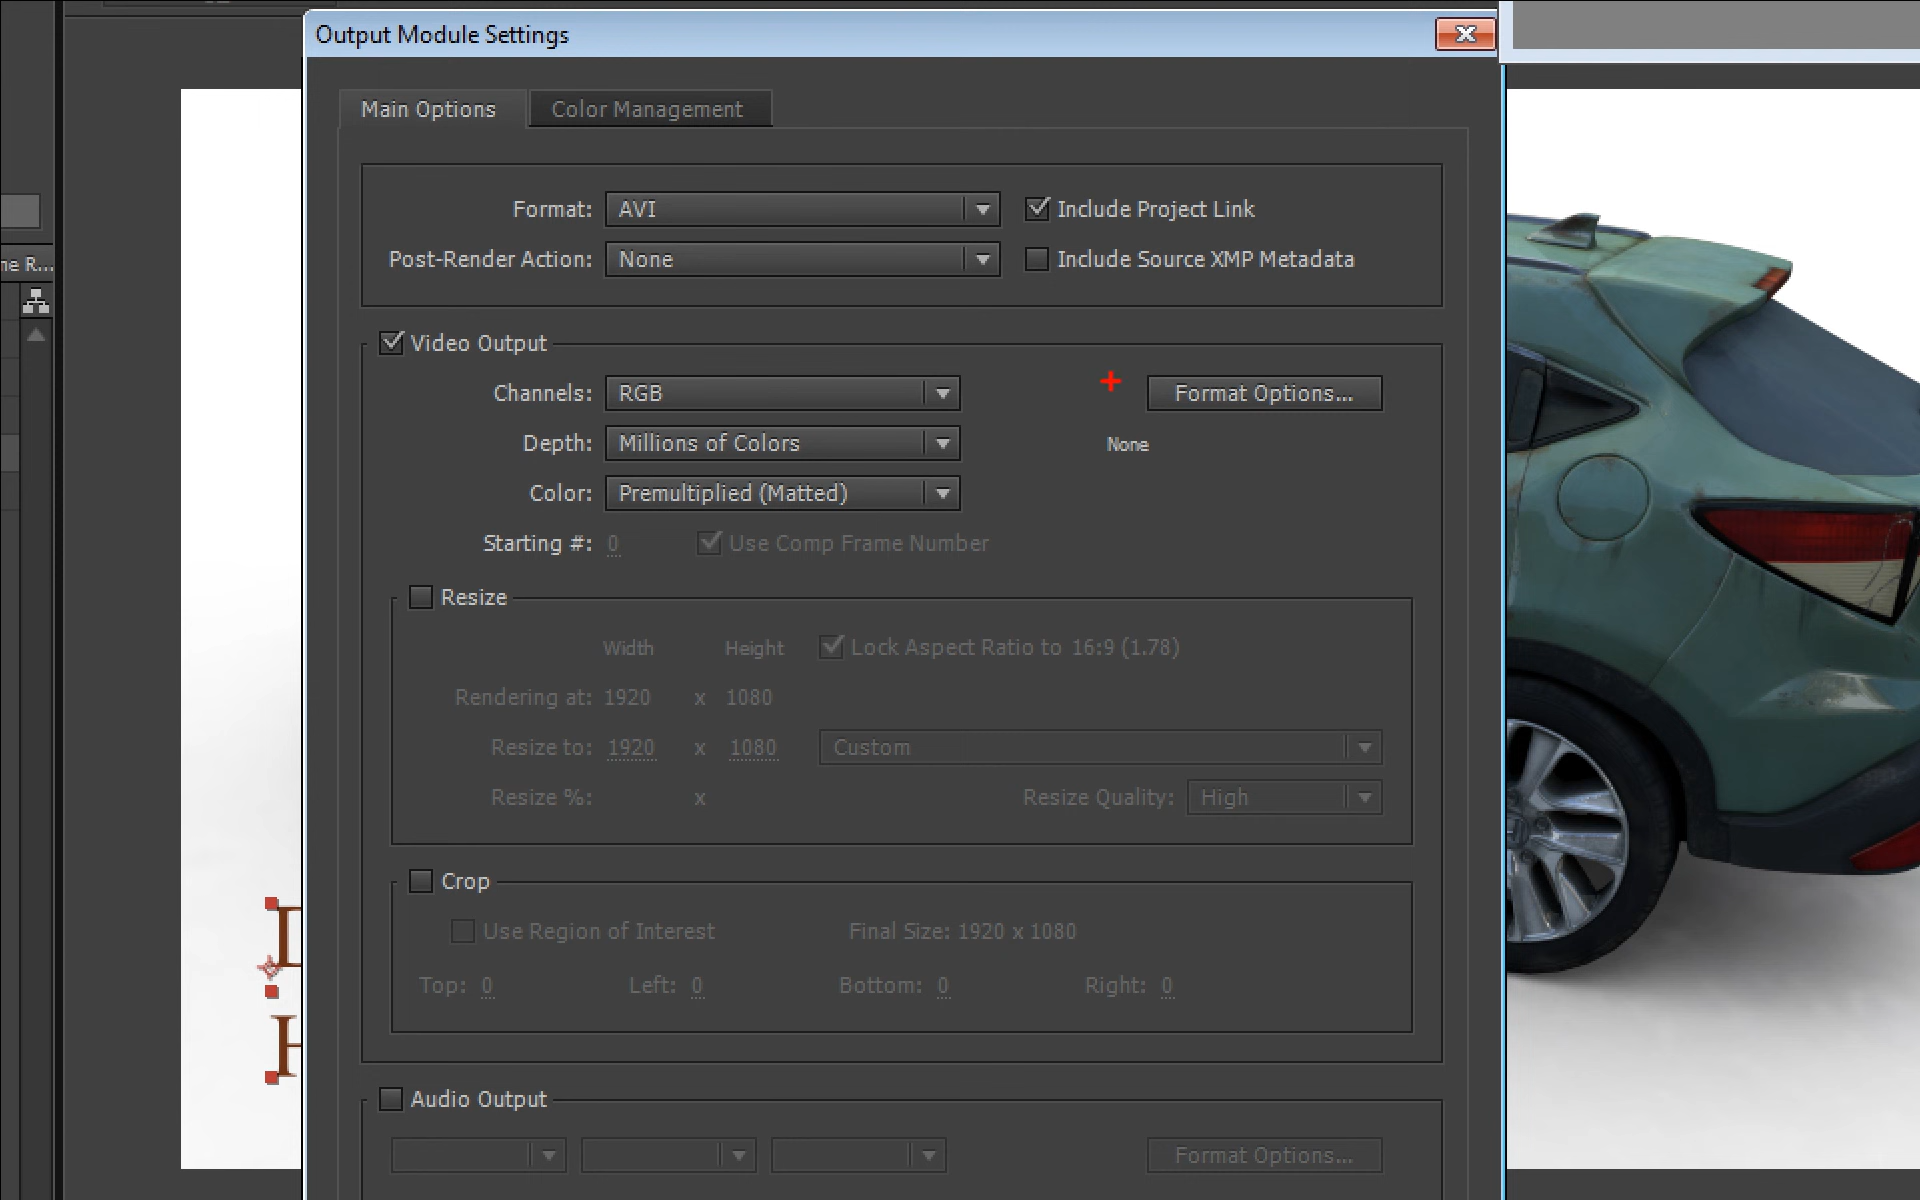 Output Module Settings
Main Options Color Management
ne R...
Format: AVI Include Project Link
Post-Render Action: None Include Source XMP Metadata
Video Output
Channels: RGB Format Options...
Depth: Millions of Colors None
Color: Premultiplied (Matted)
Starting #: 0 Use Comp Frame Number
Resize
Width Height Lock Aspect Ratio to 16:9 (1.78)
Rendering at: 1920 x 1080
Resize to: 1920 x 1080 Custom
Resize %: x Resize Quality: High
Crop
Use Region of Interest Final Size: 1920 x 1080
Top: 0 Left: 0 Bottom: 0 Right: 0
Audio Output
Format Options...